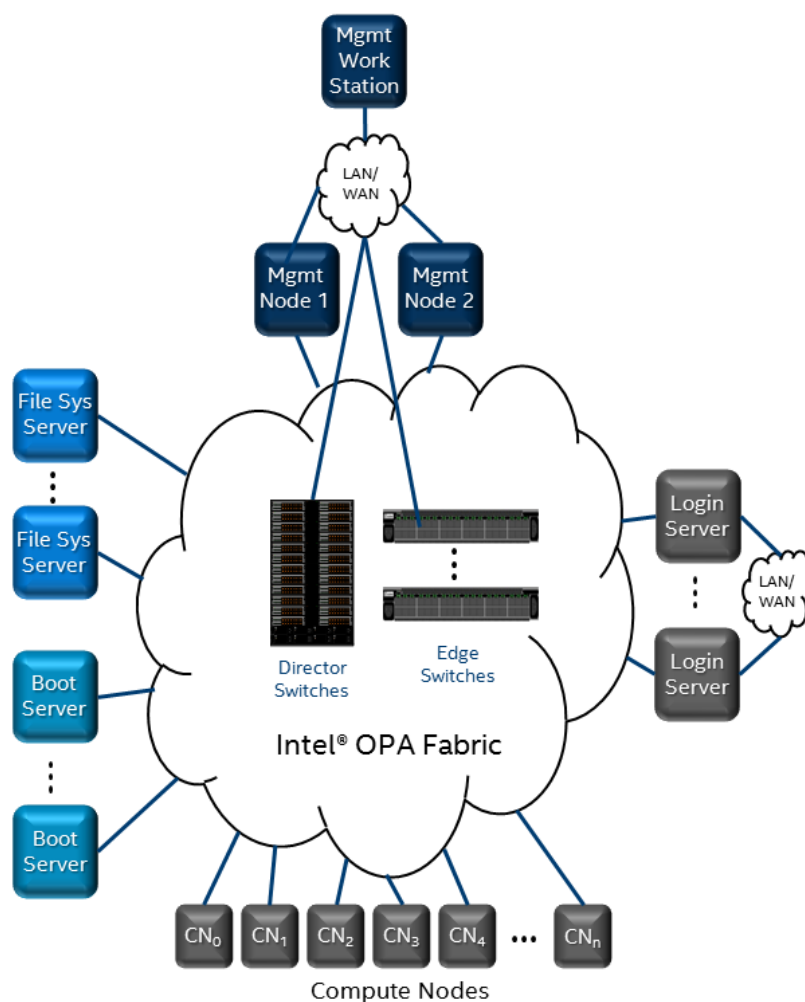 Mgmt
Work
Station
LAN/
WAN
Mgmt
Node 1
Mgmt
Node 2
File Sys
Server
File Sys
Server
Boot
Server
Boot
Server
Director
Switches
Edge
Switches
Intel® OPA Fabric
Login
Server
Login
Server
LAN/
WAN
CN₀ CN₁ CN₂ CN₃ CN₄ ••• CNₙ
Compute Nodes